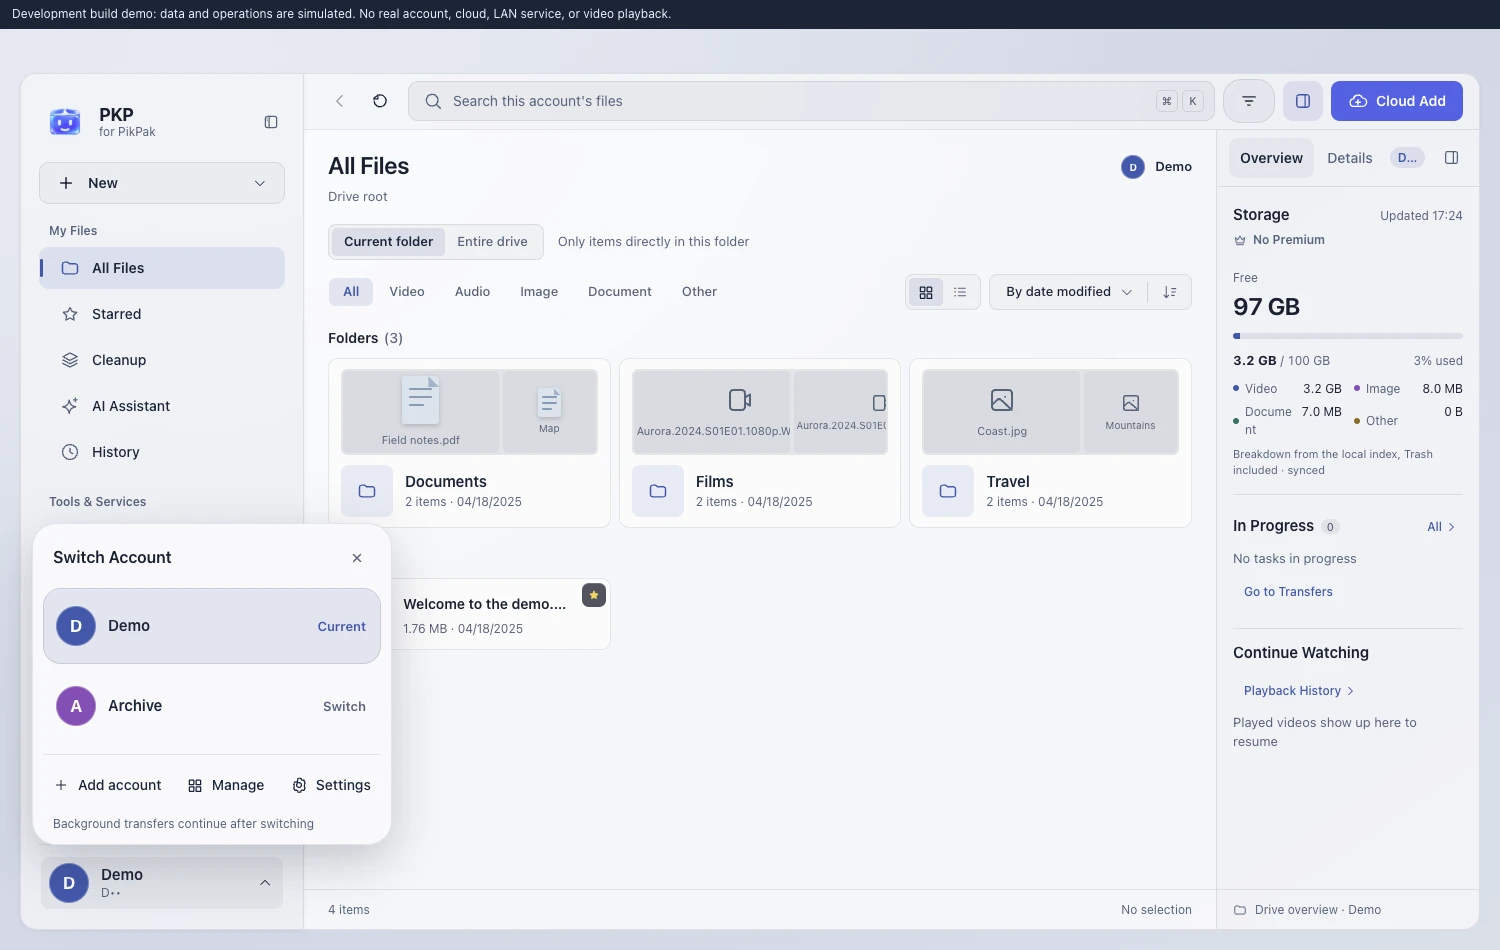 Development build demo: data and operations are simulated. No real account, cloud, LAN service, or video playback.
PKP
for PikPak
New
My Files
All Files
Starred
Cleanup
AI Assistant
History
Tools & Services
Switch Account
D
Demo
Current
A
Archive
Switch
Add account
Manage
Settings
Background transfers continue after switching
D
Demo
D••
Search this account's files
⌘
K
Cloud Add
All Files
Drive root
D
Demo
Current folder
Entire drive
Only items directly in this folder
All
Video
Audio
Image
Document
Other
By date modified
Folders (3)
Field notes.pdf
Map
Documents
2 items · 04/18/2025
Aurora.2024.S01E01.1080p.W
Aurora.2024.S01E0
Films
2 items · 04/18/2025
Coast.jpg
Mountains
Travel
2 items · 04/18/2025
Welcome to the demo....
1.76 MB · 04/18/2025
4 items
No selection
Overview
Details
D...
Storage
Updated 17:24
No Premium
Free
97 GB
3.2 GB / 100 GB
3% used
Video 3.2 GB
Image 8.0 MB
Docume
nt
7.0 MB
Other 0 B
Breakdown from the local index, Trash
included · synced
In Progress 0
All
No tasks in progress
Go to Transfers
Continue Watching
Playback History
Played videos show up here to
resume
Drive overview · Demo